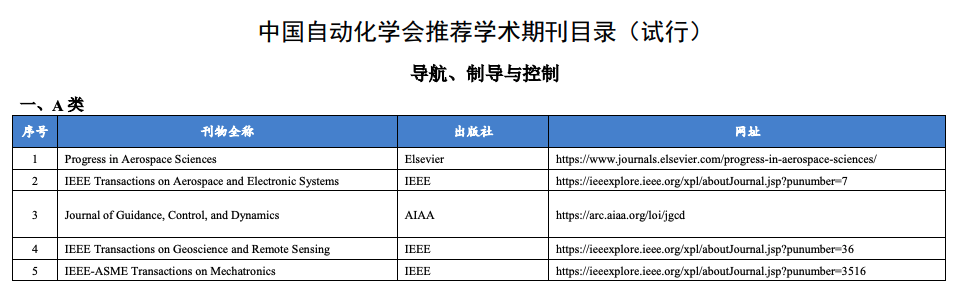 中国自动化学会推荐学术期刊目录（试行）
导航、制导与控制
一、A 类
序号 刊物全称 出版社 网址
1 Progress in Aerospace Sciences Elsevier https://www.journals.elsevier.com/progress-in-aerospace-sciences/
2 IEEE Transactions on Aerospace and Electronic Systems IEEE https://ieeexplore.ieee.org/xpl/aboutJournal.jsp?punumber=7
3 Journal of Guidance, Control, and Dynamics AIAA https://arc.aiaa.org/loi/jgcd
4 IEEE Transactions on Geoscience and Remote Sensing IEEE https://ieeexplore.ieee.org/xpl/aboutJournal.jsp?punumber=36
5 IEEE-ASME Transactions on Mechatronics IEEE https://ieeexplore.ieee.org/xpl/aboutJournal.jsp?punumber=3516